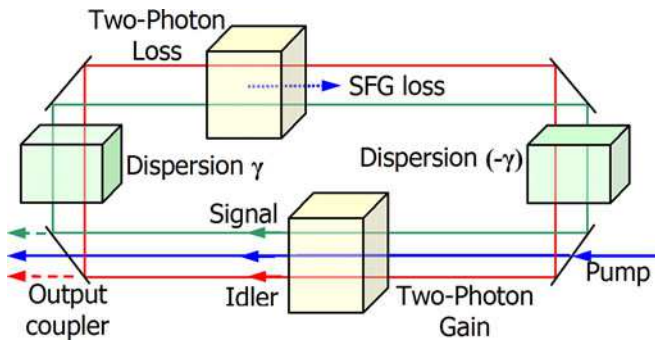 Two-Photon
Loss
SFG loss
Dispersion γ
Dispersion (-γ)
Signal
Pump
Idler
Output
coupler
Two-Photon
Gain